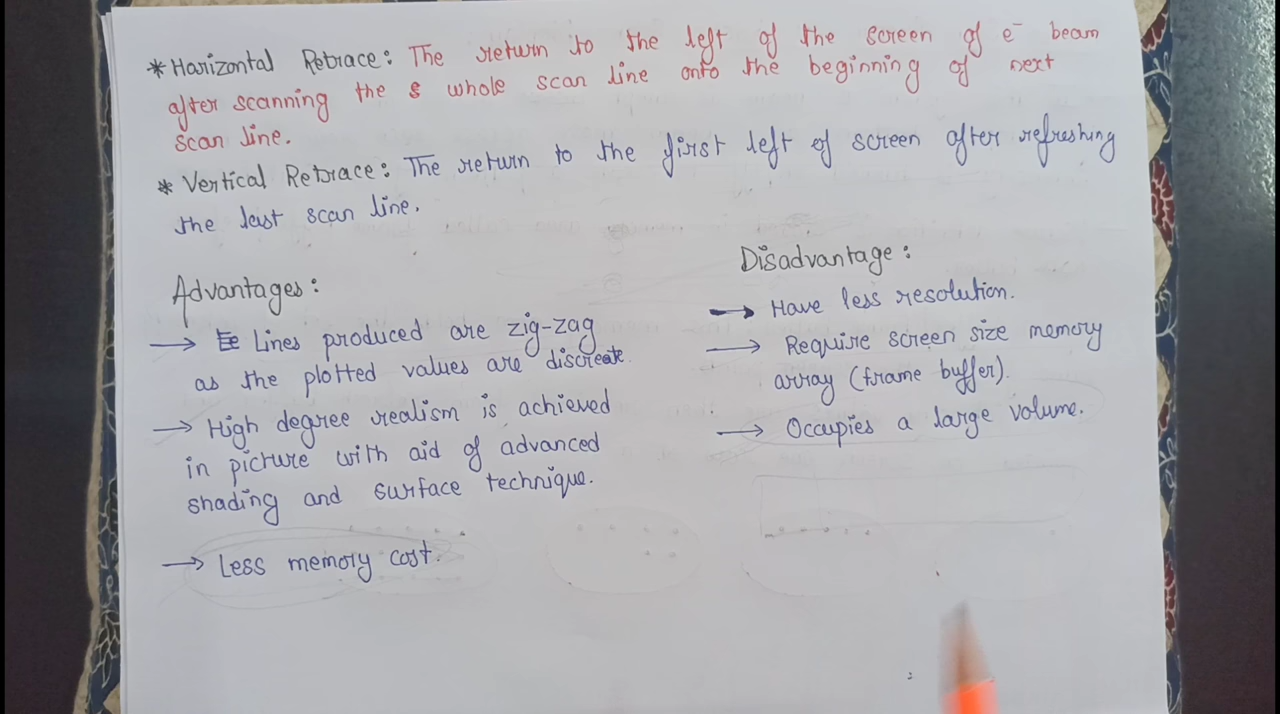 * Horizontal Retrace: The return to the left of the screen of e⁻ beam
after scanning the whole scan line onto the beginning of next
scan line.
* Vertical Retrace: The return to the first left of screen after refreshing
the last scan line.
Advantages:
→ Lines produced are zig-zag
as the plotted values are discreate.
→ High degree realism is achieved
in picture with aid of advanced
shading and surface technique.
→ Less memory cost.
Disadvantage:
→ Have less resolution.
→ Require screen size memory
array (frame buffer).
→ Occupies a large volume.